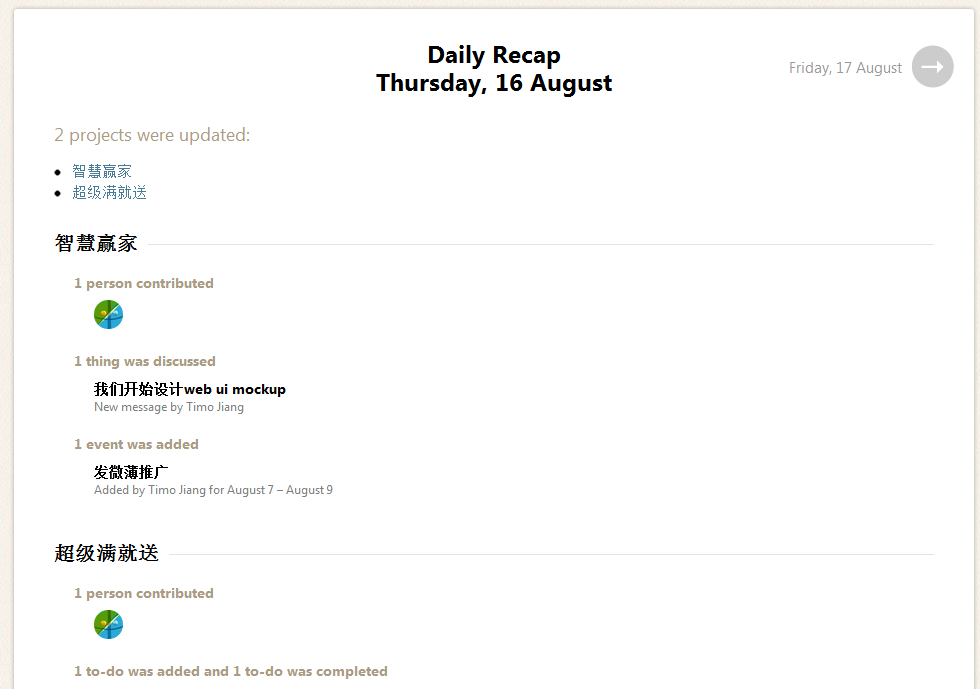 Daily Recap
Thursday, 16 August
Friday, 17 August
2 projects were updated:
智慧赢家
超级满就送
智慧赢家
1 person contributed
1 thing was discussed
我们开始设计web ui mockup
New message by Timo Jiang
1 event was added
发微薄推广
Added by Timo Jiang for August 7 – August 9
超级满就送
1 person contributed
1 to-do was added and 1 to-do was completed